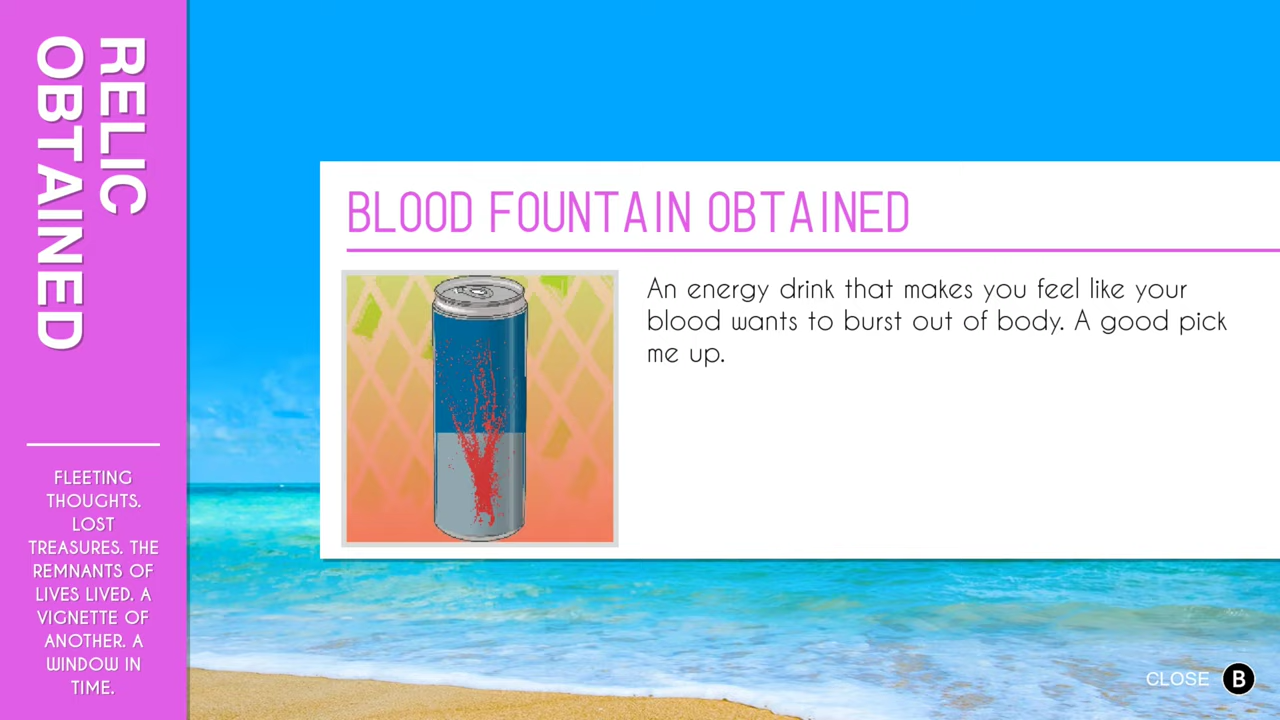 RELIC
OBTAINED
FLEETING
THOUGHTS.
LOST
TREASURES. THE
REMNANTS OF
LIVES LIVED. A
VIGNETTE OF
ANOTHER. A
WINDOW IN
TIME.
BLOOD FOUNTAIN OBTAINED
An energy drink that makes you feel like your
blood wants to burst out of body. A good pick
me up.
CLOSE B